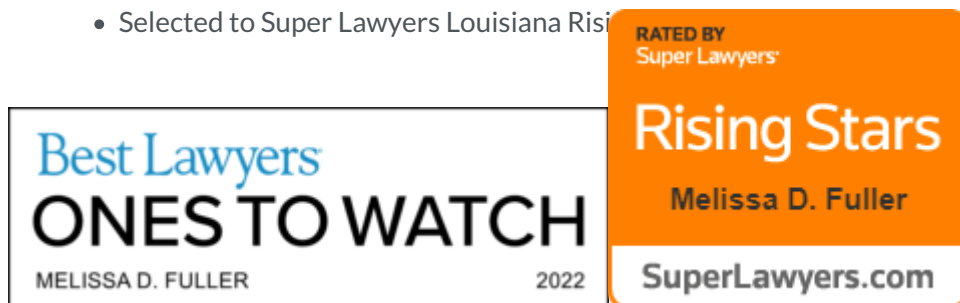 Selected to Super Lawyers Louisiana
RATED BY
Super Lawyers
Rising Stars
Melissa D. Fuller
SuperLawyers.com
Best Lawyers
ONES TO WATCH
MELISSA D. FULLER 2022